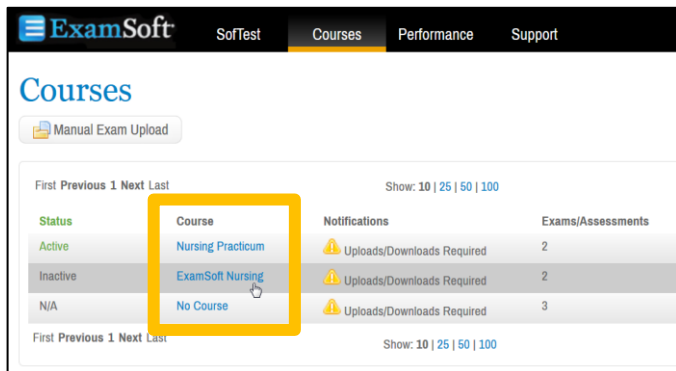 ExamSoft SofTest Courses Performance Support
Courses
Manual Exam Upload
First Previous 1 Next Last Show: 10 | 25 | 50 | 100
Status Course Notifications Exams/Assessments
Active Nursing Practicum Uploads/Downloads Required 2
Inactive ExamSoft Nursing Uploads/Downloads Required 2
N/A No Course Uploads/Downloads Required 3
First Previous 1 Next Last Show: 10 | 25 | 50 | 100